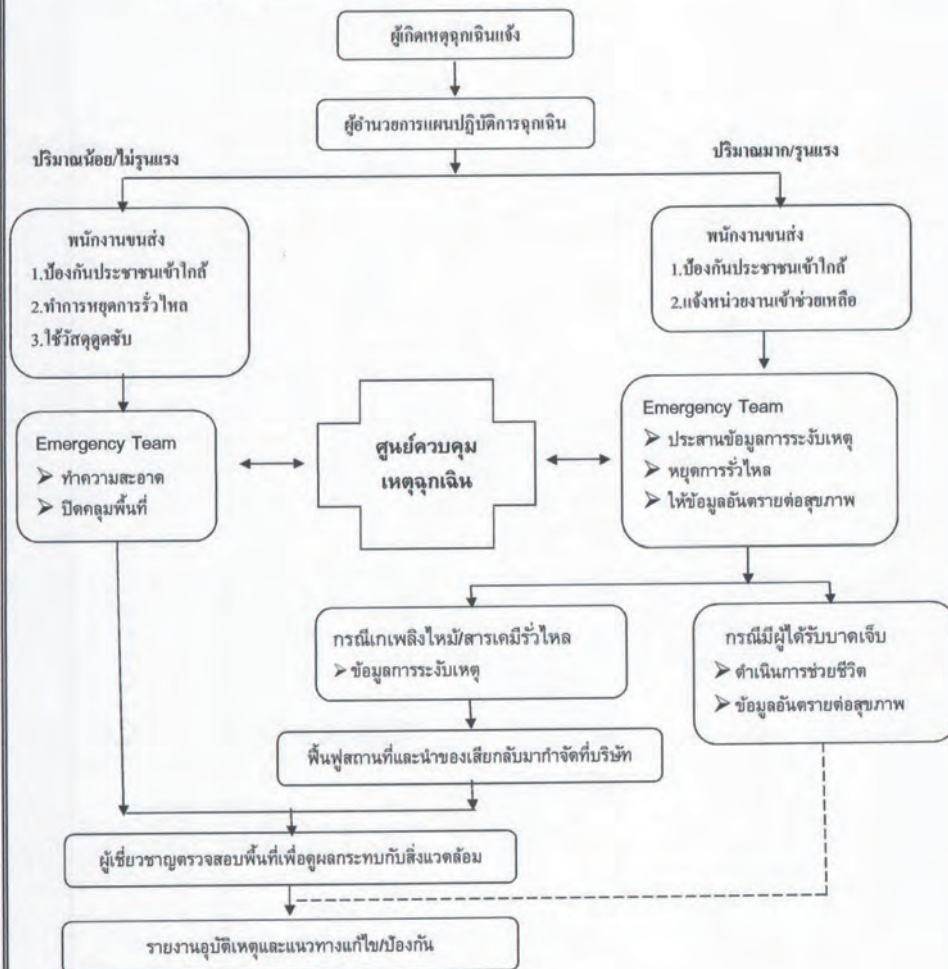 ผู้เกิดเหตุฉุกเฉินแจ้ง
ผู้อำนวยการแผนปฏิบัติการฉุกเฉิน
ปริมาณน้อย/ไม่รุนแรง
ปริมาณมาก/รุนแรง
พนักงานขนส่ง
1.ป้องกันประชาชนเข้าใกล้
2.ทำการหยุดการรั่วไหล
3.ใช้วัสดุดูดซับ
พนักงานขนส่ง
1.ป้องกันประชาชนเข้าใกล้
2.แจ้งหน่วยงานเข้าช่วยเหลือ
Emergency Team
➢ ทำความสะอาด
➢ ปิดคลุมพื้นที่
ศูนย์ควบคุม
เหตุฉุกเฉิน
Emergency Team
➢ ประสานข้อมูลการระงับเหตุ
➢ หยุดการรั่วไหล
➢ ให้ข้อมูลอันตรายต่อสุขภาพ
กรณีเกเพลิงไหม้/สารเคมีรั่วไหล
➢ ข้อมูลการระงับเหตุ
กรณีมีผู้ได้รับบาดเจ็บ
➢ ดำเนินการช่วยชีวิต
➢ ข้อมูลอันตรายต่อสุขภาพ
ฟื้นฟูสถานที่และนำของเสียกลับมากำจัดที่บริษัท
ผู้เชี่ยวชาญตรวจสอบพื้นที่เพื่อดูผลกระทบกับสิ่งแวดล้อม
รายงานอุบัติเหตุและแนวทางแก้ไข/ป้องกัน